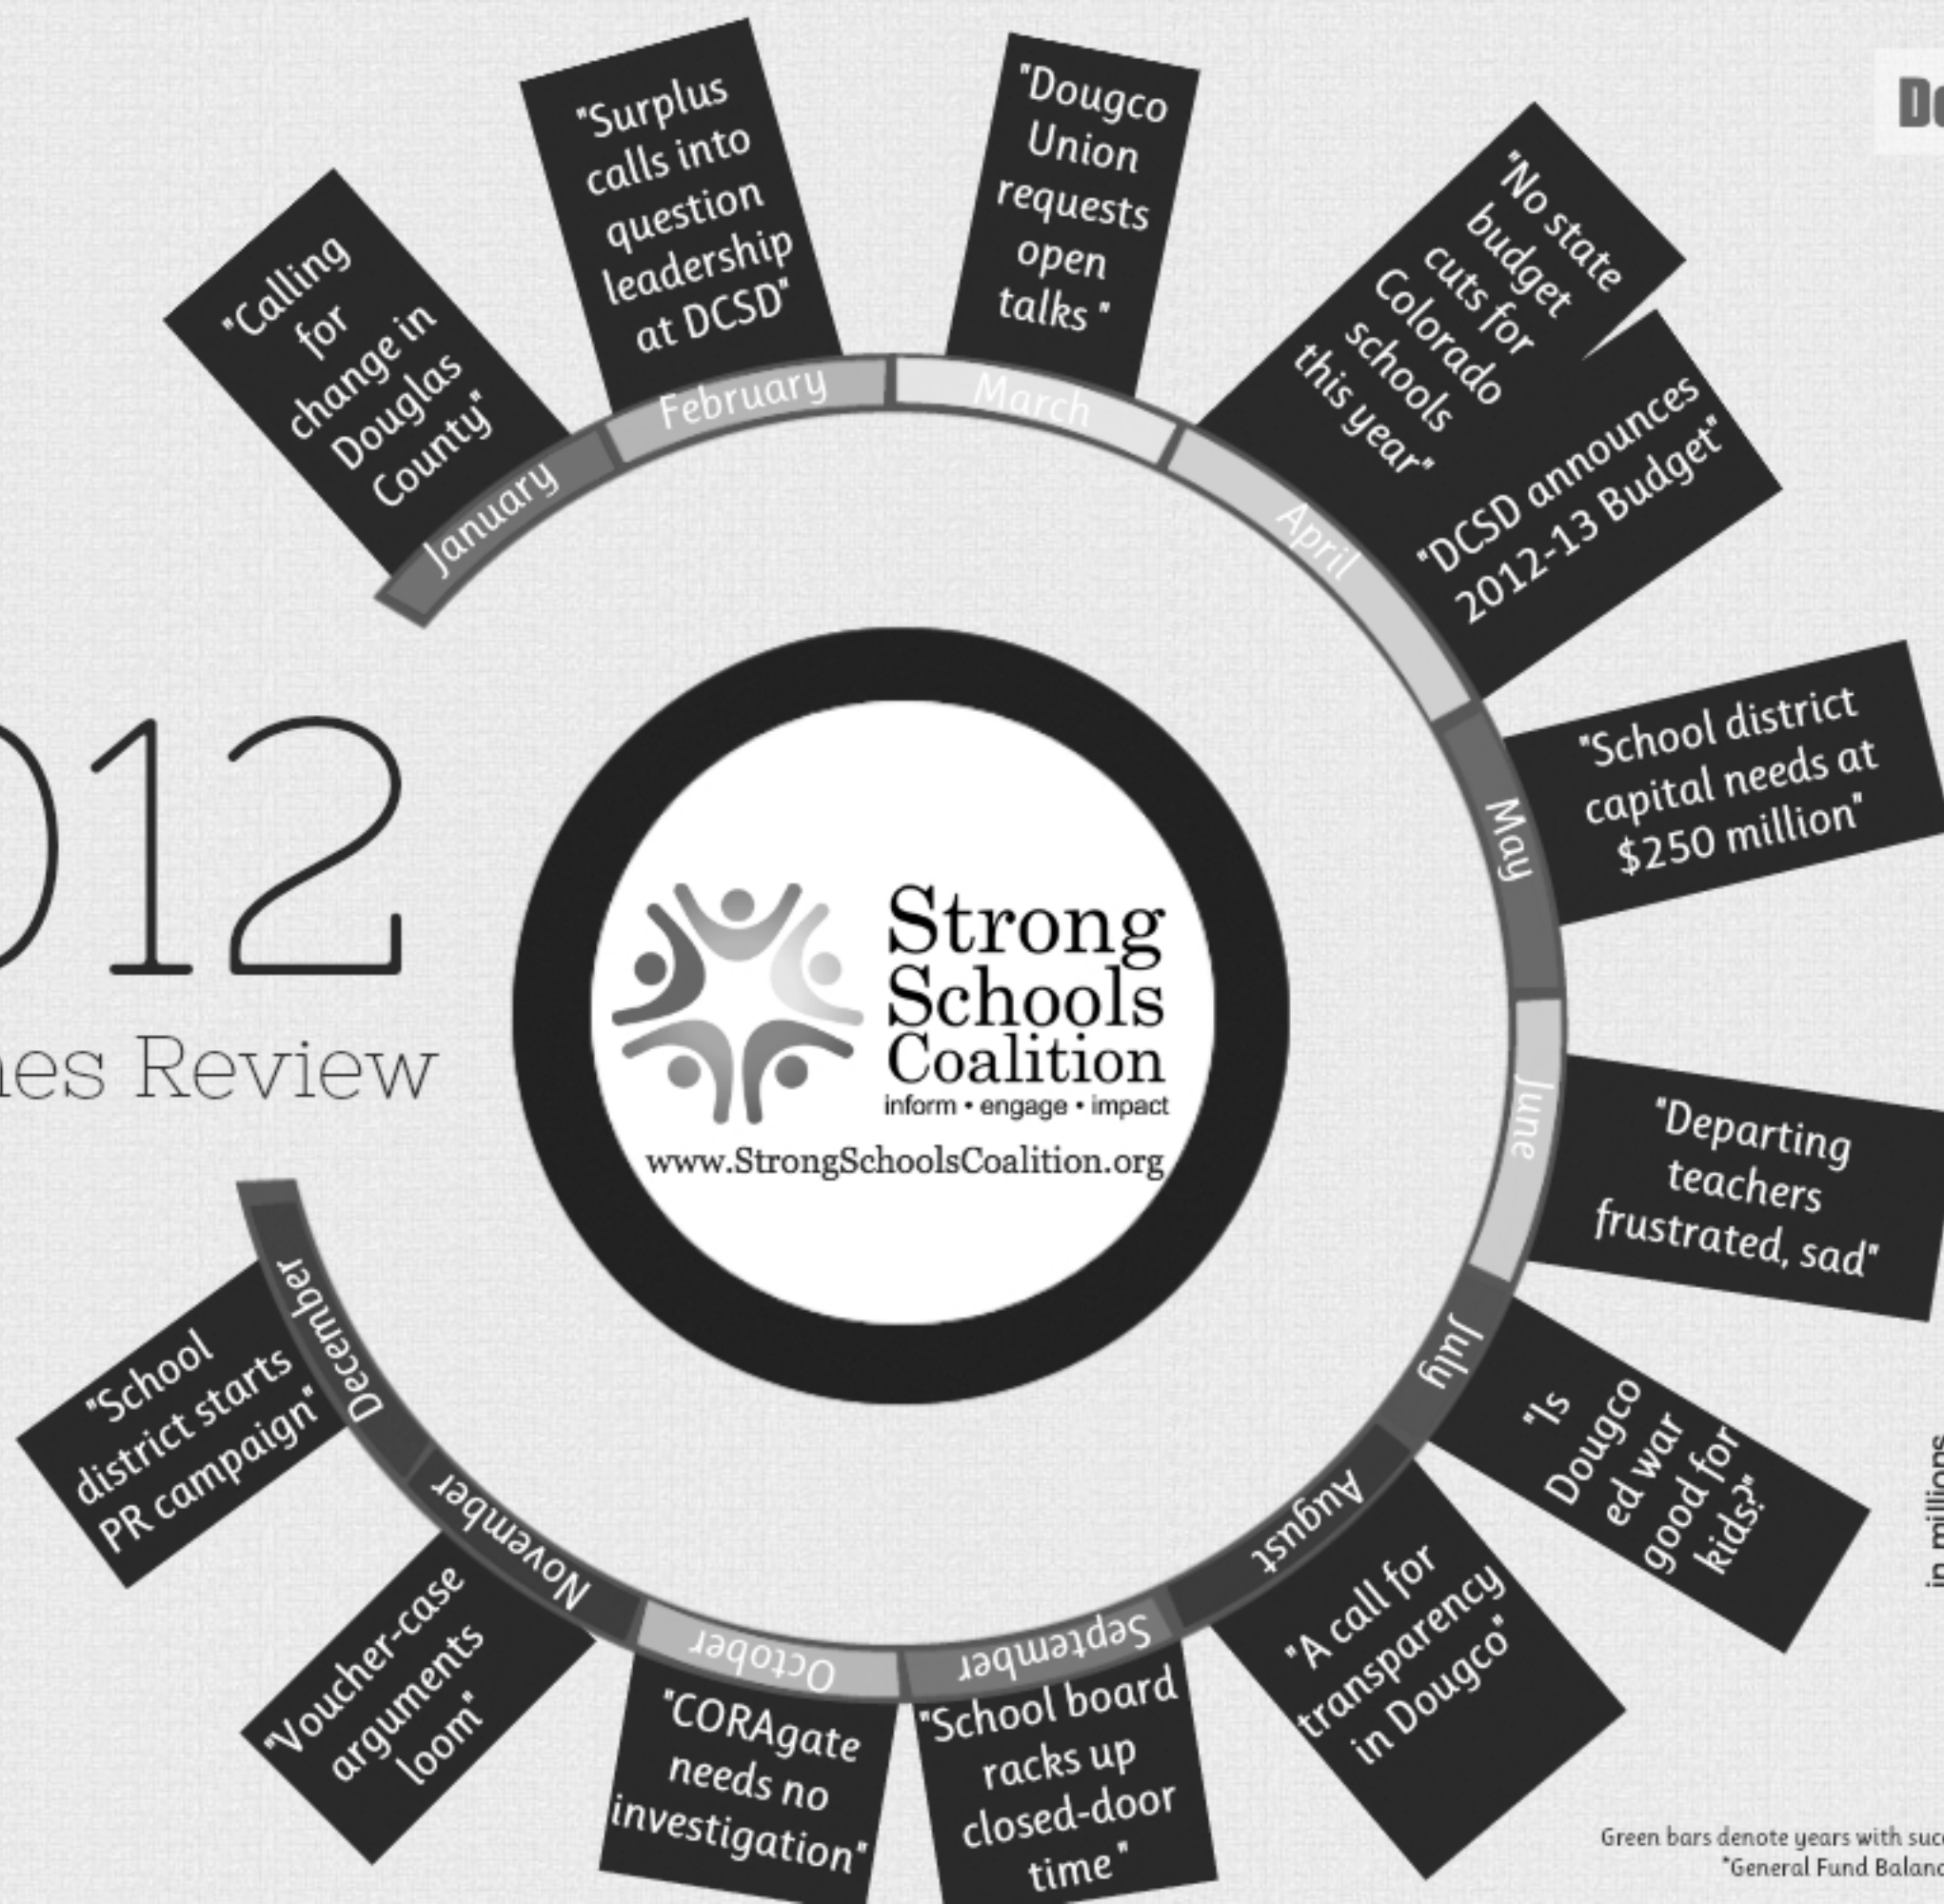 "Calling
for
change in
Douglas
County"
January
"Surplus
calls into
question
leadership
at DCSD"
February
"Dougco
Union
requests
open
talks "
March
"No state
budget
cuts for
Colorado
schools
this year"
"DCSD announces
2012-13 Budget"
April
"School district
capital needs at
$250 million"
May
"Departing
teachers
frustrated, sad"
June
"Is
Dougco
ed war
good for
kids?"
July
"A call for
transparency
in Dougco"
August
"School board
racks up
closed-door
time "
September
"CORAgate
needs no
investigation"
October
"Voucher-case
arguments
loom"
November
"School
district starts
PR campaign"
December
012
nes Review
Strong
Schools
Coalition
inform • engage • impact
www.StrongSchoolsCoalition.org
Do
in millions
Green bars denote years with succ
*General Fund Balanc